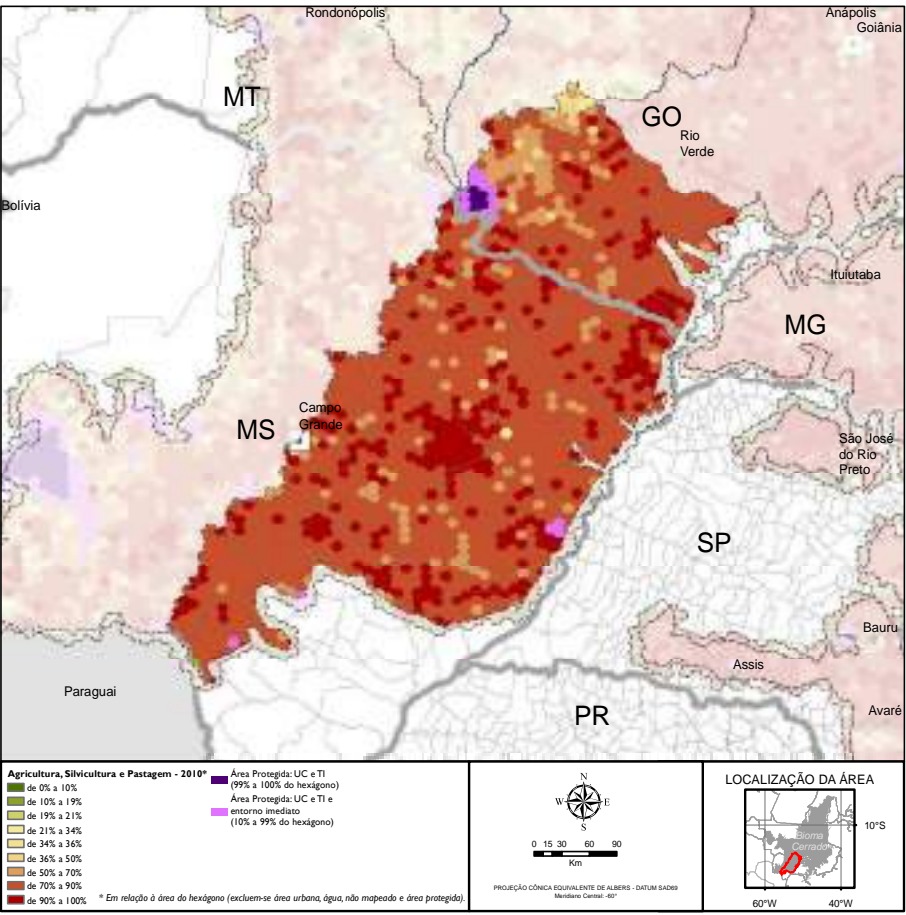 Rondonópolis
Anápolis
Goiânia
MT
GO
Rio
Verde
Bolívia
Ituiutaba
MG
Campo
Grande
MS
São José
do Rio
Preto
SP
Bauru
Assis
Paraguai
Avaré
PR
Agricultura, Silvicultura e Pastagem - 2010*
de 0% a 10%
de 10% a 19%
de 19% a 21%
de 21% a 34%
de 34% a 36%
de 36% a 50%
de 50% a 70%
de 70% a 90%
de 90% a 100%
Área Protegida: UC e TI
(99% a 100% do hexágono)
Área Protegida: UC e TI e
entorno imediato
(10% a 99% do hexágono)
* Em relação à área do hexágono (excluem-se área urbana, água, não mapeado e área protegida).
N
W E
S
0 15 30 60 90
Km
PROJEÇÃO CÔNICA EQUIVALENTE DE ALBERS - DATUM SAD69
Meridiano Central: -60°
LOCALIZAÇÃO DA ÁREA
10°S
Bioma
Cerrado
60°W 40°W